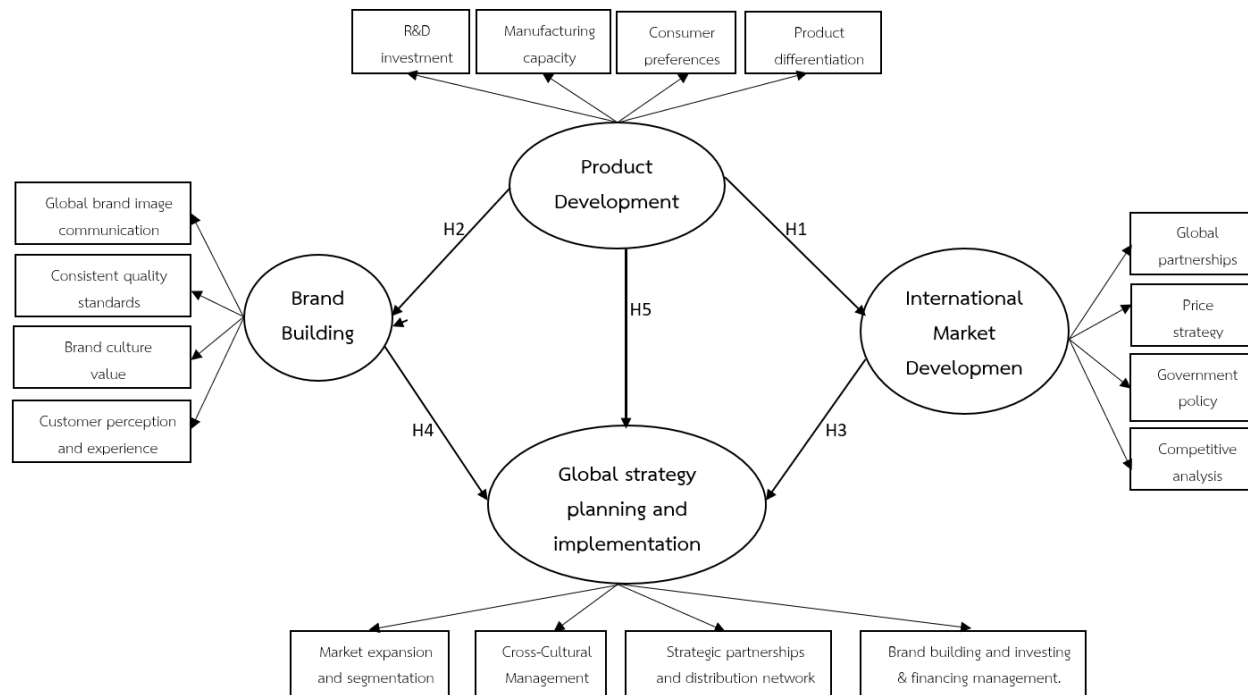 R&D
investment
Manufacturing
capacity
Consumer
preferences
Product
differentiation
Product
Development
Global brand image
communication
Consistent quality
standards
Brand culture
value
Customer perception
and experience
H2
H1
Brand
Building
H5
International
Market
Developmen
Global
partnerships
Price
strategy
Government
policy
Competitive
analysis
H4
H3
Global strategy
planning and
implementation
Market expansion
and segmentation
Cross-Cultural
Management
Strategic partnerships
and distribution network
Brand building and investing
& financing management.